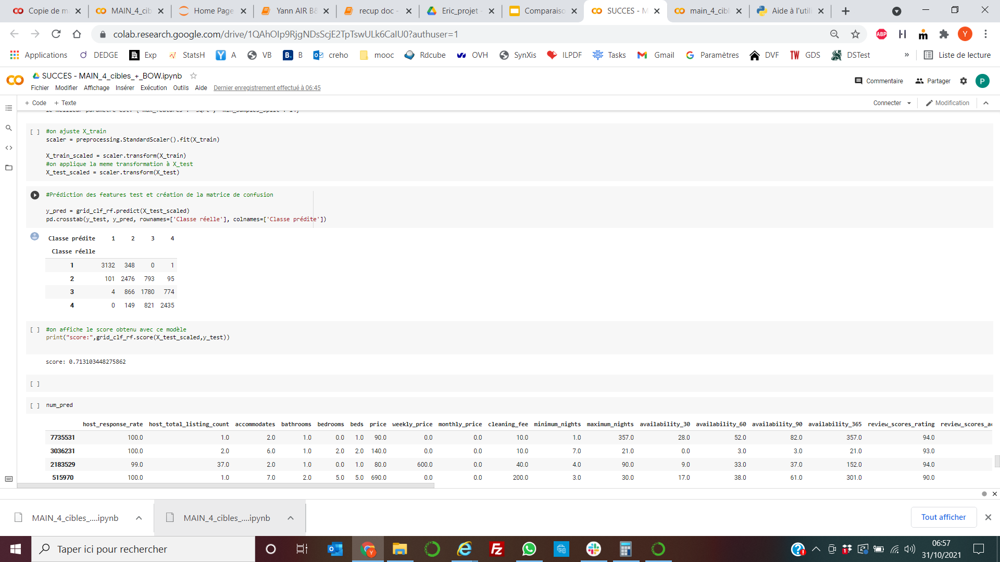 Copie de m
MAIN_4_cib
Home Page
Yann AIR B&
recup doc -
Eric_projet -
Comparaiso
SUCCES - M
main_4_cibl
Aide à l'utili
colab.research.google.com/drive/1QAhOIp9RjgNDsScjE2TpTswULk6CaIU0?authuser=1
ABP
Y
Applications DEDGE Exp StatsH A VB B creho mooc Rdcube OVH SynXis ILPDF Tasks Gmail Paramètres DVF GDS DSTest » Liste de lecture
SUCCES - MAIN_4_cibles_+_BOW.ipynb
Fichier Modifier Affichage Insérer Exécution Outils Aide Dernier enregistrement effectué à 06:45
Commentaire Partager P
+ Code + Texte Connecter Modification
le meilleur paramètre est: {'max_features': 'sqrt', 'min_samples_split': 14}
[ ] #on ajuste X_train
scaler = preprocessing.StandardScaler().fit(X_train)
X_train_scaled = scaler.transform(X_train)
#on applique la meme transformation à X_test
X_test_scaled = scaler.transform(X_test)
#Prédiction des features test et création de la matrice de confusion
y_pred = grid_clf_rf.predict(X_test_scaled)
pd.crosstab(y_test, y_pred, rownames=['Classe réelle'], colnames=['Classe prédite'])
Classe prédite 1 2 3 4
Classe réelle
1 3132 348 0 1
2 101 2476 793 95
3 4 866 1780 774
4 0 149 821 2435
[ ] #on affiche le score obtenu avec ce modèle
print("score:",grid_clf_rf.score(X_test_scaled,y_test))
score: 0.713103448275862
[ ]
[ ] num_pred
host_response_rate host_total_listing_count accommodates bathrooms bedrooms beds price weekly_price monthly_price cleaning_fee minimum_nights maximum_nights availability_30 availability_60 availability_90 availability_365 review_scores_rating review_scores_ac
7735531 100.0 1.0 2.0 1.0 0.0 1.0 90.0 0.0 0.0 10.0 1.0 357.0 28.0 52.0 82.0 357.0 94.0
3036231 100.0 2.0 6.0 1.0 2.0 2.0 140.0 0.0 0.0 10.0 7.0 21.0 0.0 3.0 3.0 21.0 93.0
2183529 99.0 37.0 2.0 1.0 0.0 1.0 80.0 600.0 0.0 40.0 4.0 90.0 9.0 33.0 37.0 152.0 94.0
515970 100.0 1.0 7.0 2.0 5.0 5.0 690.0 0.0 0.0 200.0 3.0 30.0 17.0 38.0 61.0 301.0 90.0
MAIN_4_cibles_....ipynb
MAIN_4_cibles_....ipynb
Tout afficher
Taper ici pour rechercher
06:57
31/10/2021